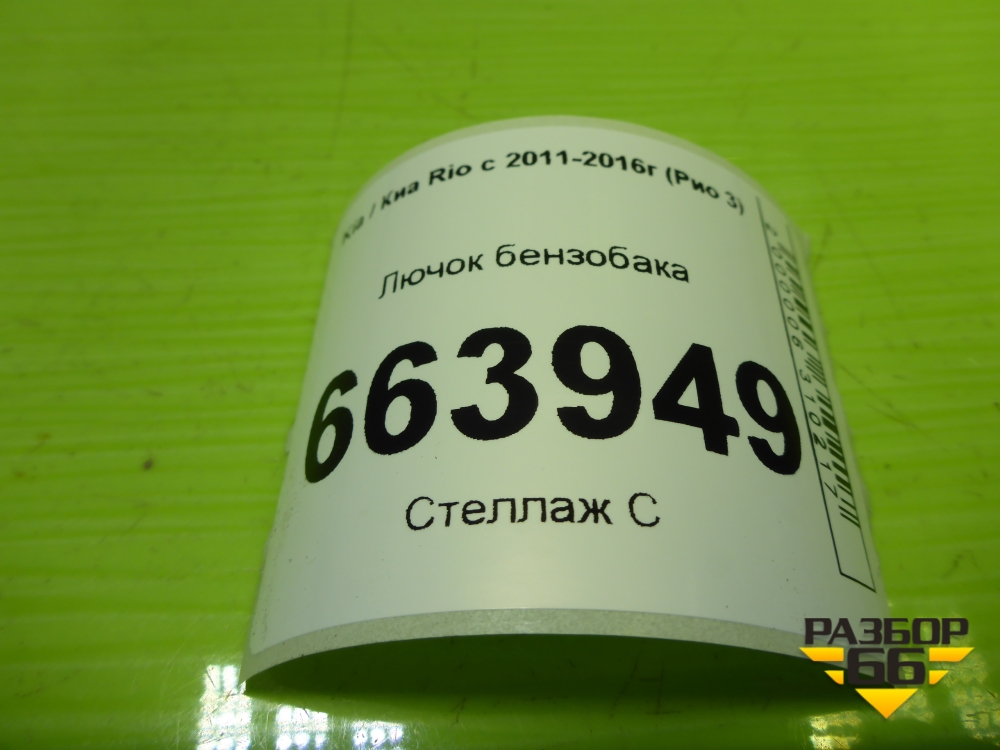 Kia / Киа Rio с 2011-2016г (Рио 3)
Лючок бензобака
663949
Стеллаж С
РАЗБОР
66